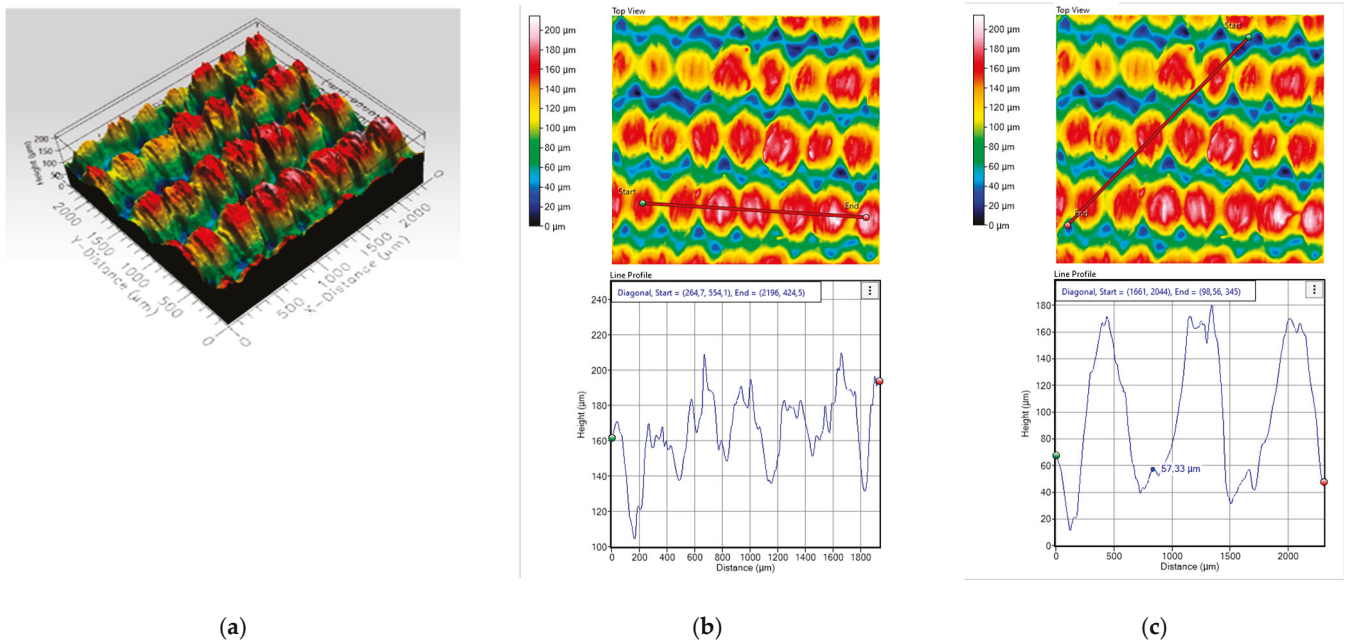 200
150
100
50
0
Height (µm)
2000
1500
1000
500
0
Y-Distance (µm)
0
500
1000
1500
2000
0
X-Distance (µm)
(a)
Top View
200 µm
180 µm
160 µm
140 µm
120 µm
100 µm
80 µm
60 µm
40 µm
20 µm
0 µm
Start
End
Line Profile
Diagonal, Start = (264,7, 554,1), End = (2196, 424,5)
240
220
200
180
160
140
120
100
Height (µm)
0 200 400 600 800 1000 1200 1400 1600 1800
Distance (µm)
(b)
Top View
200 µm
180 µm
160 µm
140 µm
120 µm
100 µm
80 µm
60 µm
40 µm
20 µm
0 µm
Start
End
Line Profile
Diagonal, Start = (1661, 2044), End = (98,56, 345)
180
160
140
120
100
80
60
40
20
0
Height (µm)
57,33 µm
0 500 1000 1500 2000
Distance (µm)
(c)